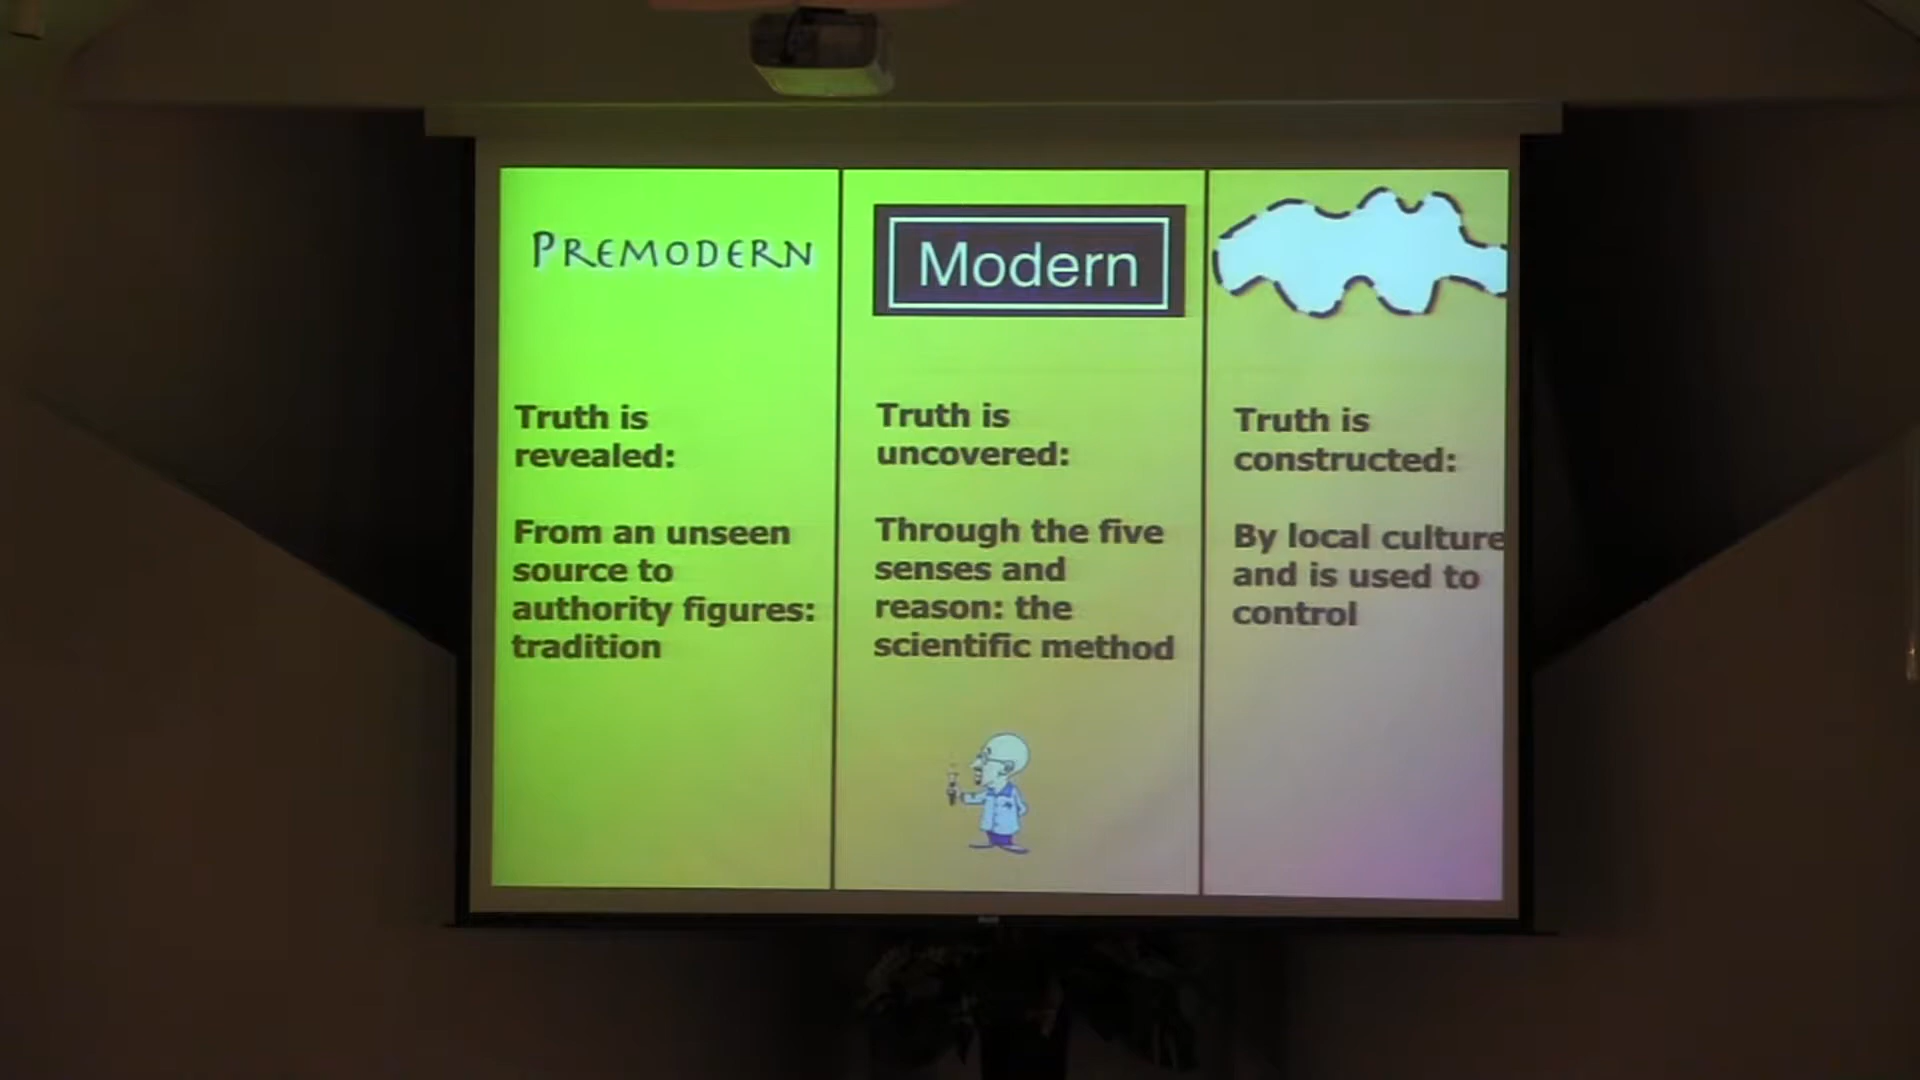 PREMODERN
Truth is
revealed:
From an unseen
source to
authority figures:
tradition
Modern
Truth is
uncovered:
Through the five
senses and
reason: the
scientific method
Truth is
constructed:
By local culture
and is used to
control